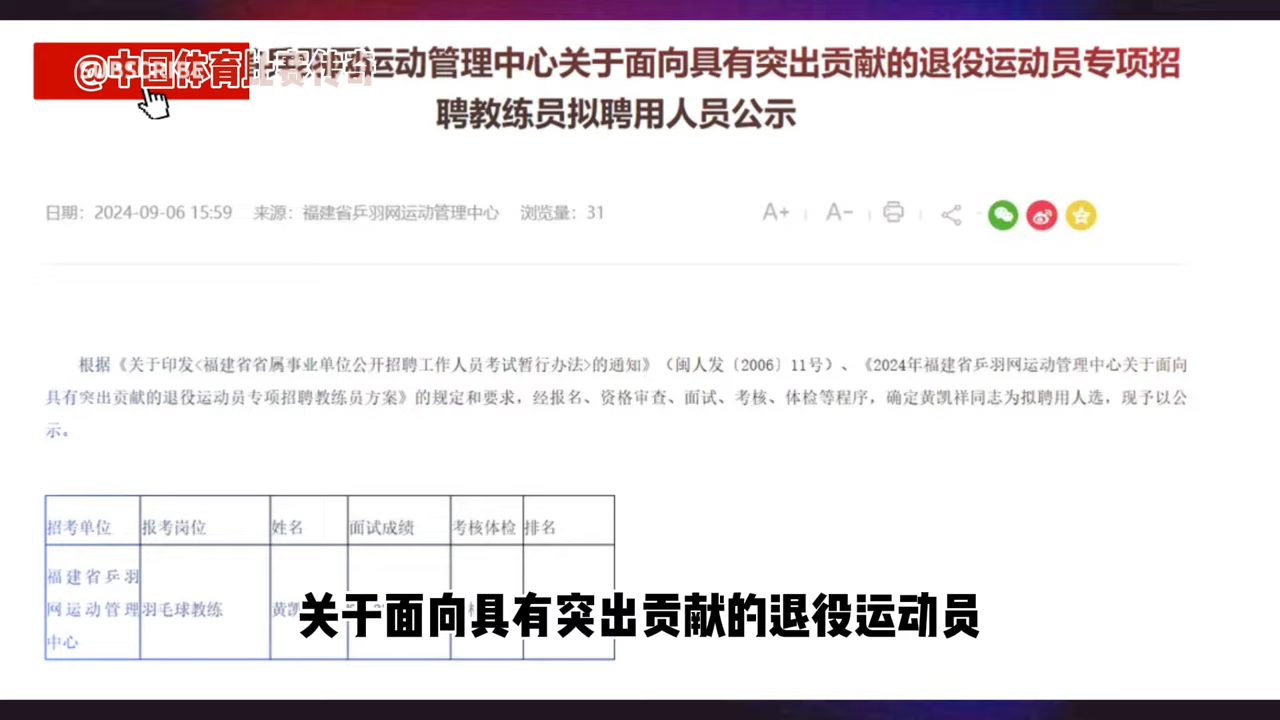 @中国体育
运动管理中心关于面向具有突出贡献的退役运动员专项招
聘教练员拟聘用人员公示
日期：2024-09-06 15:59 来源：福建省乒羽网运动管理中心 浏览量：31
A+ A-
根据《关于印发<福建省省属事业单位公开招聘工作人员考试暂行办法>的通知》（闽人发〔2006〕11号）、《2024年福建省乒羽网运动管理中心关于面向
具有突出贡献的退役运动员专项招聘教练员方案》的规定和要求，经报名、资格审查、面试、考核、体检等程序，确定黄凯祥同志为拟聘用人选，现予以公
示。
招考单位 报考岗位 姓名 面试成绩 考核体检 排名
福建省乒羽
网运动管理 羽毛球教练 黄凯
中心
关于面向具有突出贡献的退役运动员